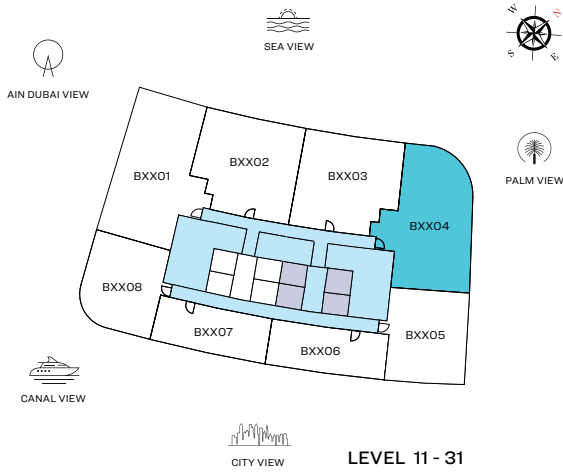 W
N
S
E
SEA VIEW
AIN DUBAI VIEW
PALM VIEW
BXX01
BXX02
BXX03
BXX04
BXX08
BXX07
BXX06
BXX05
CANAL VIEW
CITY VIEW
LEVEL 11 - 31